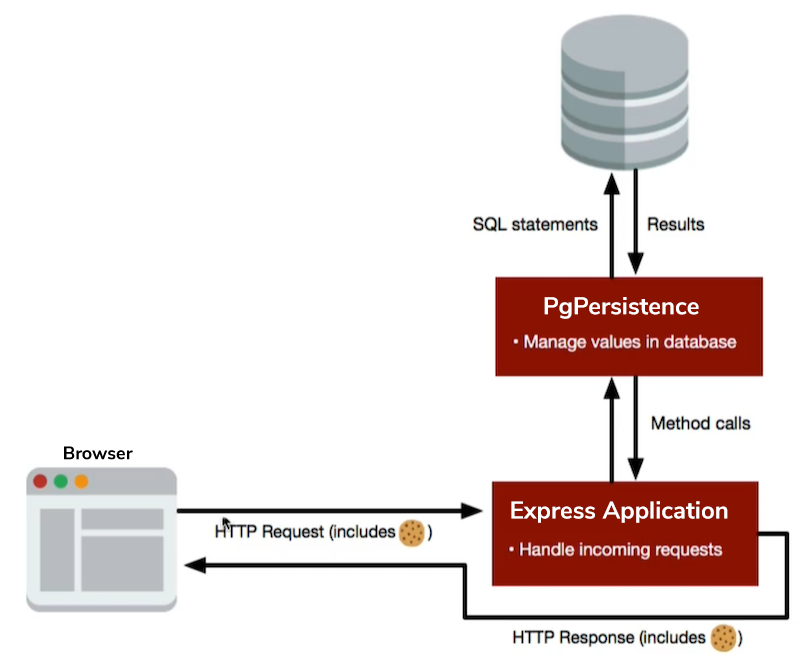 SQL statements
Results
PgPersistence
• Manage values in database
Method calls
Browser
Express Application
• Handle incoming requests
HTTP Request (includes )
HTTP Response (includes )